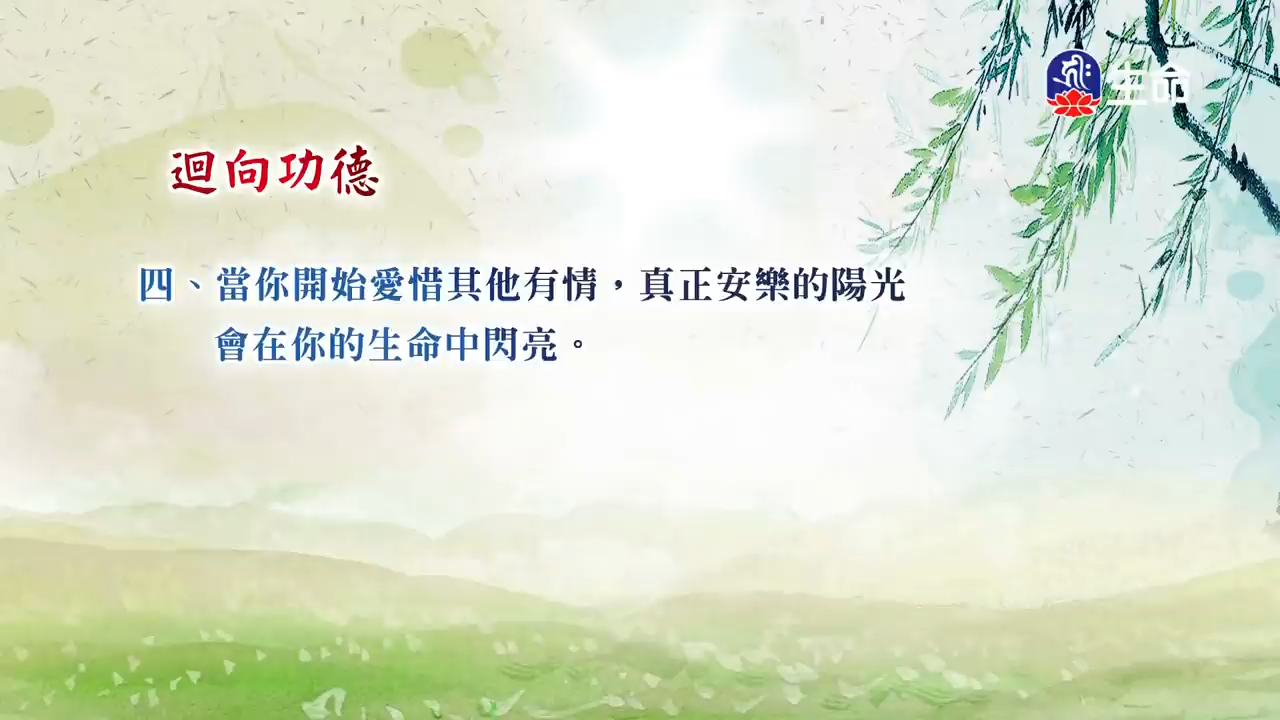 生命
迴向功德
四、當你開始愛惜其他有情，真正安樂的陽光
會在你的生命中閃亮。